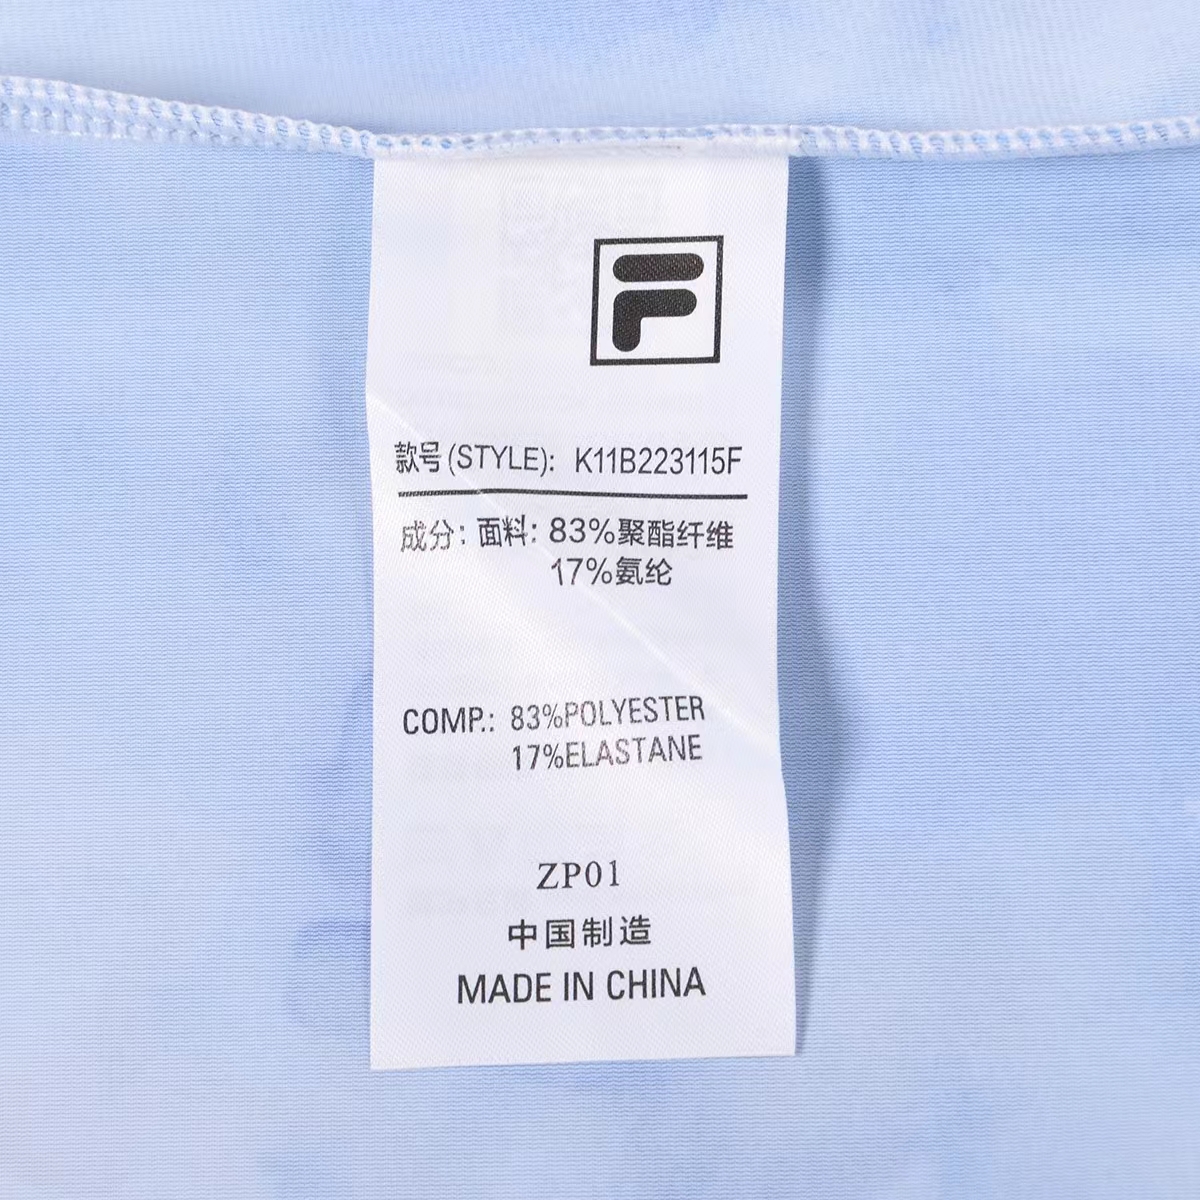 F
款号(STYLE): K11B223115F
成分: 面料: 83%聚酯纤维
17%氨纶
COMP.: 83%POLYESTER
17%ELASTANE
ZP01
中国制造
MADE IN CHINA